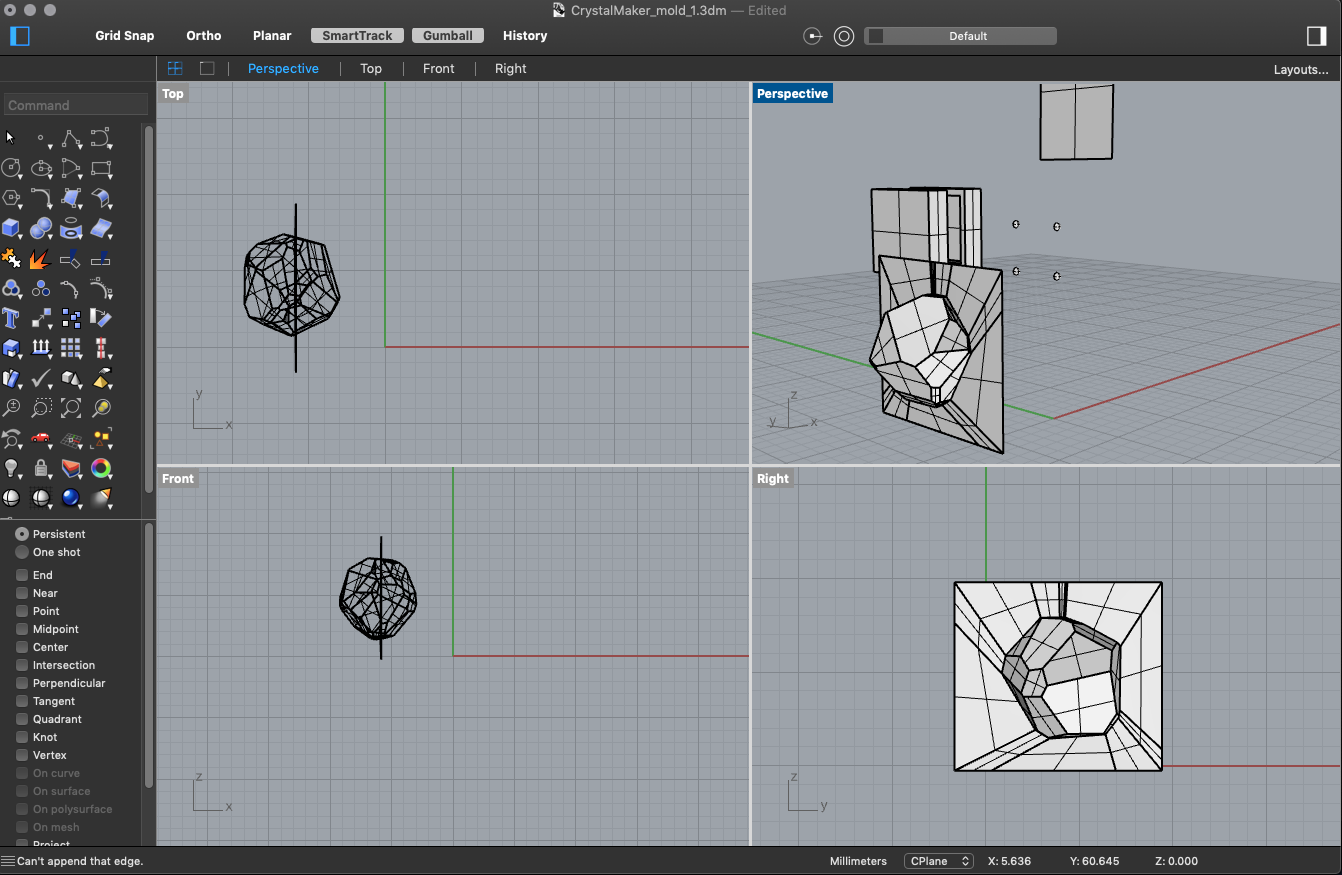 CrystalMaker_mold_1.3dm — Edited
Grid Snap Ortho Planar SmartTrack Gumball History Default
Perspective Top Front Right Layouts...
Command
Top
y
x
Perspective
z
y
x
Front
z
x
Right
z
y
Persistent
One shot
End
Near
Point
Midpoint
Center
Intersection
Perpendicular
Tangent
Quadrant
Knot
Vertex
On curve
On surface
On polysurface
On mesh
Project
Can't append that edge. Millimeters CPlane X: 5.636 Y: 60.645 Z: 0.000